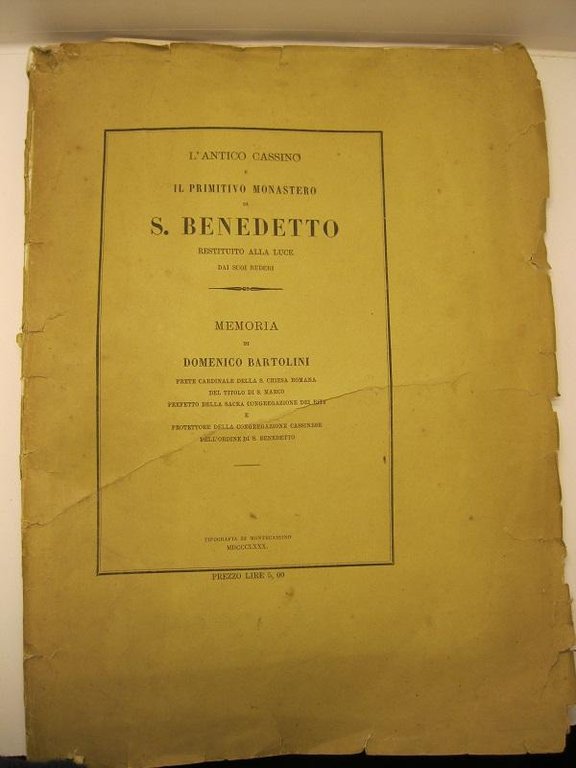 L'ANTICO CASSINO
E
IL PRIMITIVO MONASTERO
DI
S. BENEDETTO
RESTITUITO ALLA LUCE
DAI SUOI RUDERI
MEMORIA
DI
DOMENICO BARTOLINI
PRETE CARDINALE DELLA S. CHIESA ROMANA
DEL TITOLO DI S. MARCO
PREFETTO DELLA SACRA CONGREGAZIONE DEI RITI
E
PROTETTORE DELLA CONGREGAZIONE CASSINESE
DELL'ORDINE DI S. BENEDETTO
TIPOGRAFIA DI MONTECASSINO
MDCCCLXXX.
PREZZO LIRE 5, 00